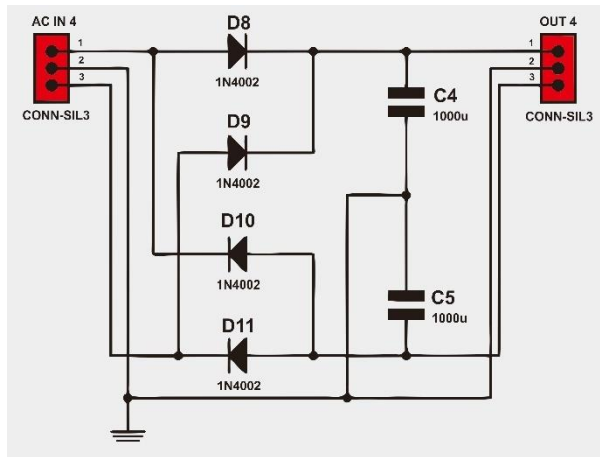 AC IN 4
1
2
3
CONN-SIL3
D8
1N4002
D9
1N4002
D10
1N4002
D11
1N4002
C4
1000u
C5
1000u
OUT 4
1
2
3
CONN-SIL3